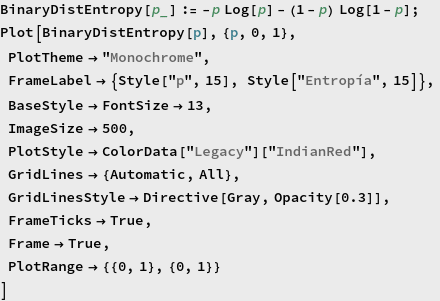 BinaryDistEntropy[p_] := -p Log[p] - (1 - p) Log[1 - p];
Plot[BinaryDistEntropy[p], {p, 0, 1},
PlotTheme → "Monochrome",
FrameLabel → {Style["p", 15], Style["Entropía", 15]},
BaseStyle → FontSize → 13,
ImageSize → 500,
PlotStyle → ColorData["Legacy"]["IndianRed"],
GridLines → {Automatic, All},
GridLinesStyle → Directive[Gray, Opacity[0.3]],
FrameTicks → True,
Frame → True,
PlotRange → {{0, 1}, {0, 1}}
]